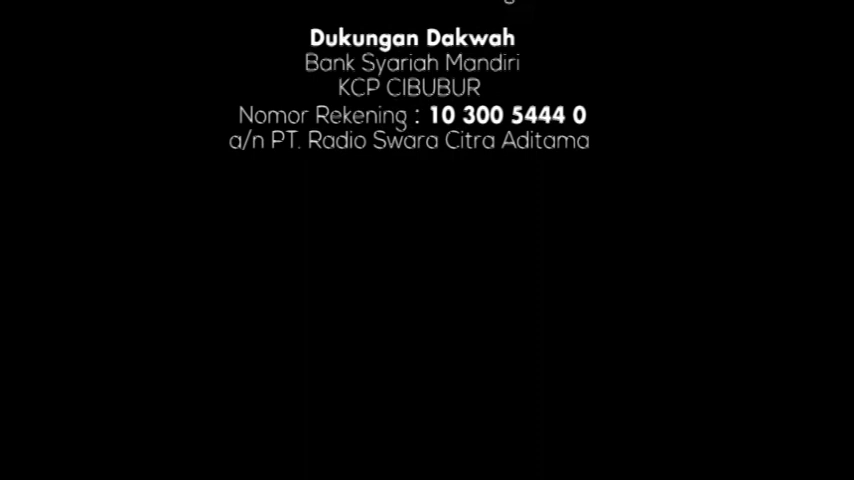 Dukungan Dakwah
Bank Syariah Mandiri
KCP CIBUBUR
Nomor Rekening : 10 300 5444 0
a/n PT. Radio Swara Citra Aditama